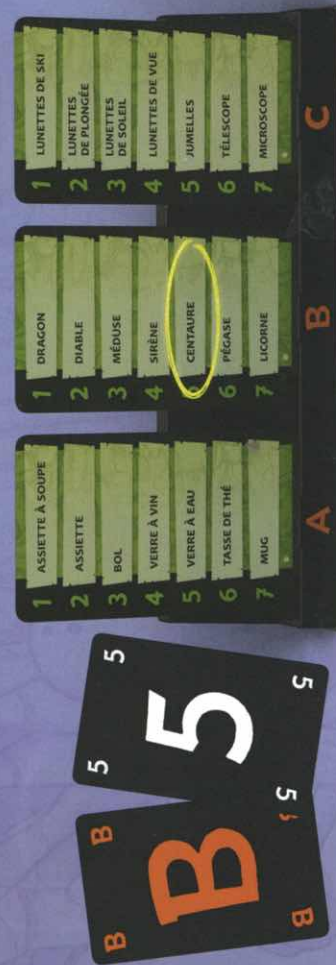 B
B
B
5
5
5
5
1 ASSIETTE À SOUPE
2 ASSIETTE
3 BOL
4 VERRE À VIN
5 VERRE À EAU
6 TASSE DE THÉ
7 MUG
A
1 DRAGON
2 DIABLE
3 MÉDUSE
4 SIRÈNE
5 CENTAURE
6 PÉGASE
7 LICORNE
B
1 LUNETTES DE SKI
2 LUNETTES
DE PLONGÉE
3 LUNETTES
DE SOLEIL
4 LUNETTES DE VUE
5 JUMELLES
6 TÉLESCOPE
7 MICROSCOPE
C